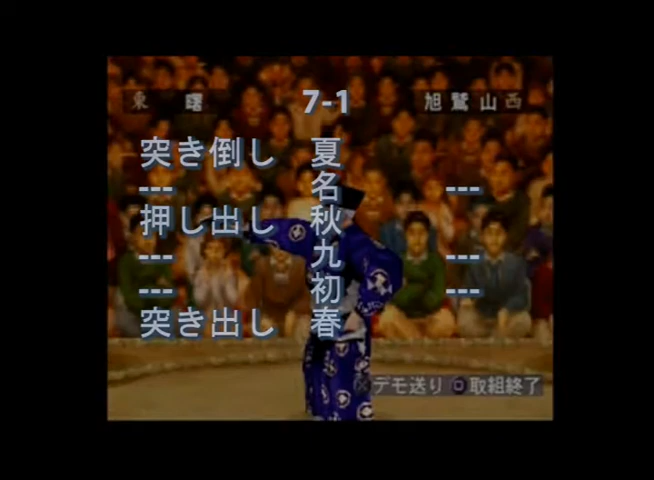 東 曙 7-1 旭鷲山 西
突き倒し 夏
--- 名 ---
押し出し 秋
--- 九 ---
--- 初 ---
突き出し 春
×デモ送り ○取組終了